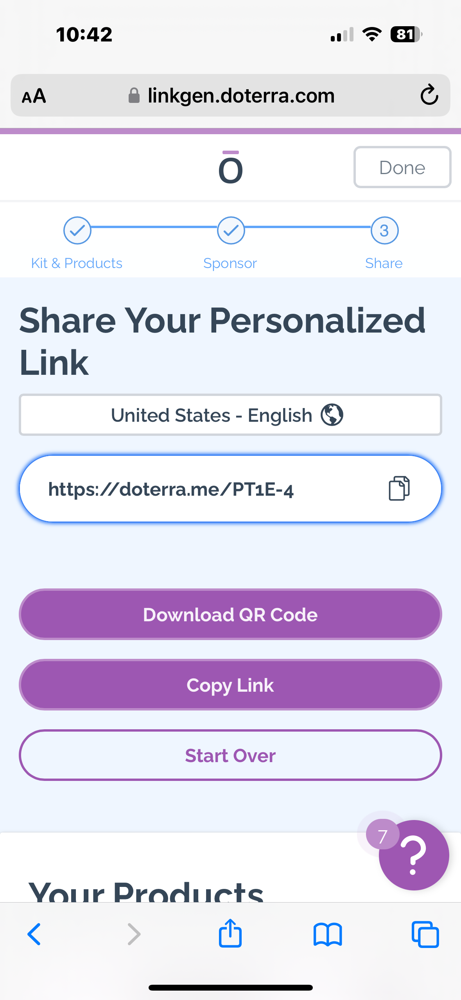 10:42
81
AA
linkgen.doterra.com
ō
Done
3
Kit & Products
Sponsor
Share
Share Your Personalized
Link
United States - English
https://doterra.me/PT1E-4
Download QR Code
Copy Link
Start Over
7
?
Your Products